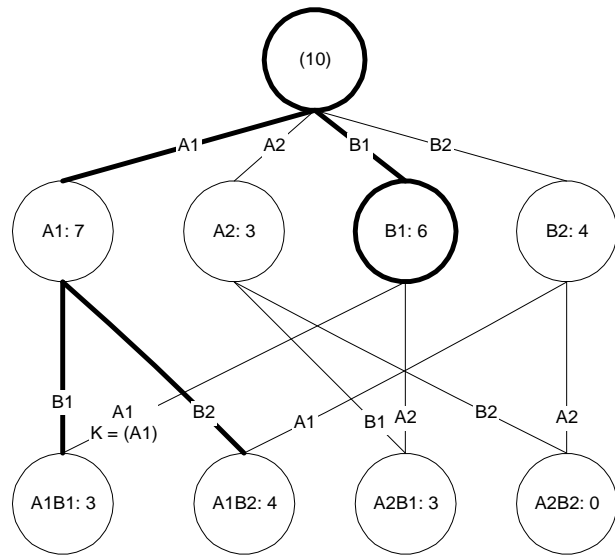 (10)
A1
A2
B1
B2
A1: 7
A2: 3
B1: 6
B2: 4
B1
A1
K = (A1)
B2
A1
B1
A2
B2
A2
A1B1: 3
A1B2: 4
A2B1: 3
A2B2: 0